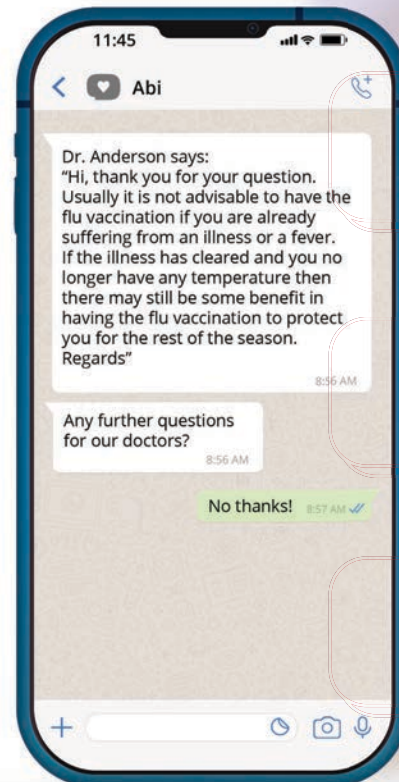 11:45
Abi
Dr. Anderson says:
“Hi, thank you for your question.
Usually it is not advisable to have the
flu vaccination if you are already
suffering from an illness or a fever.
If the illness has cleared and you no
longer have any temperature then
there may still be some benefit in
having the flu vaccination to protect
you for the rest of the season.
Regards”
8:56 AM
Any further questions
for our doctors?
8:56 AM
No thanks! 8:57 AM